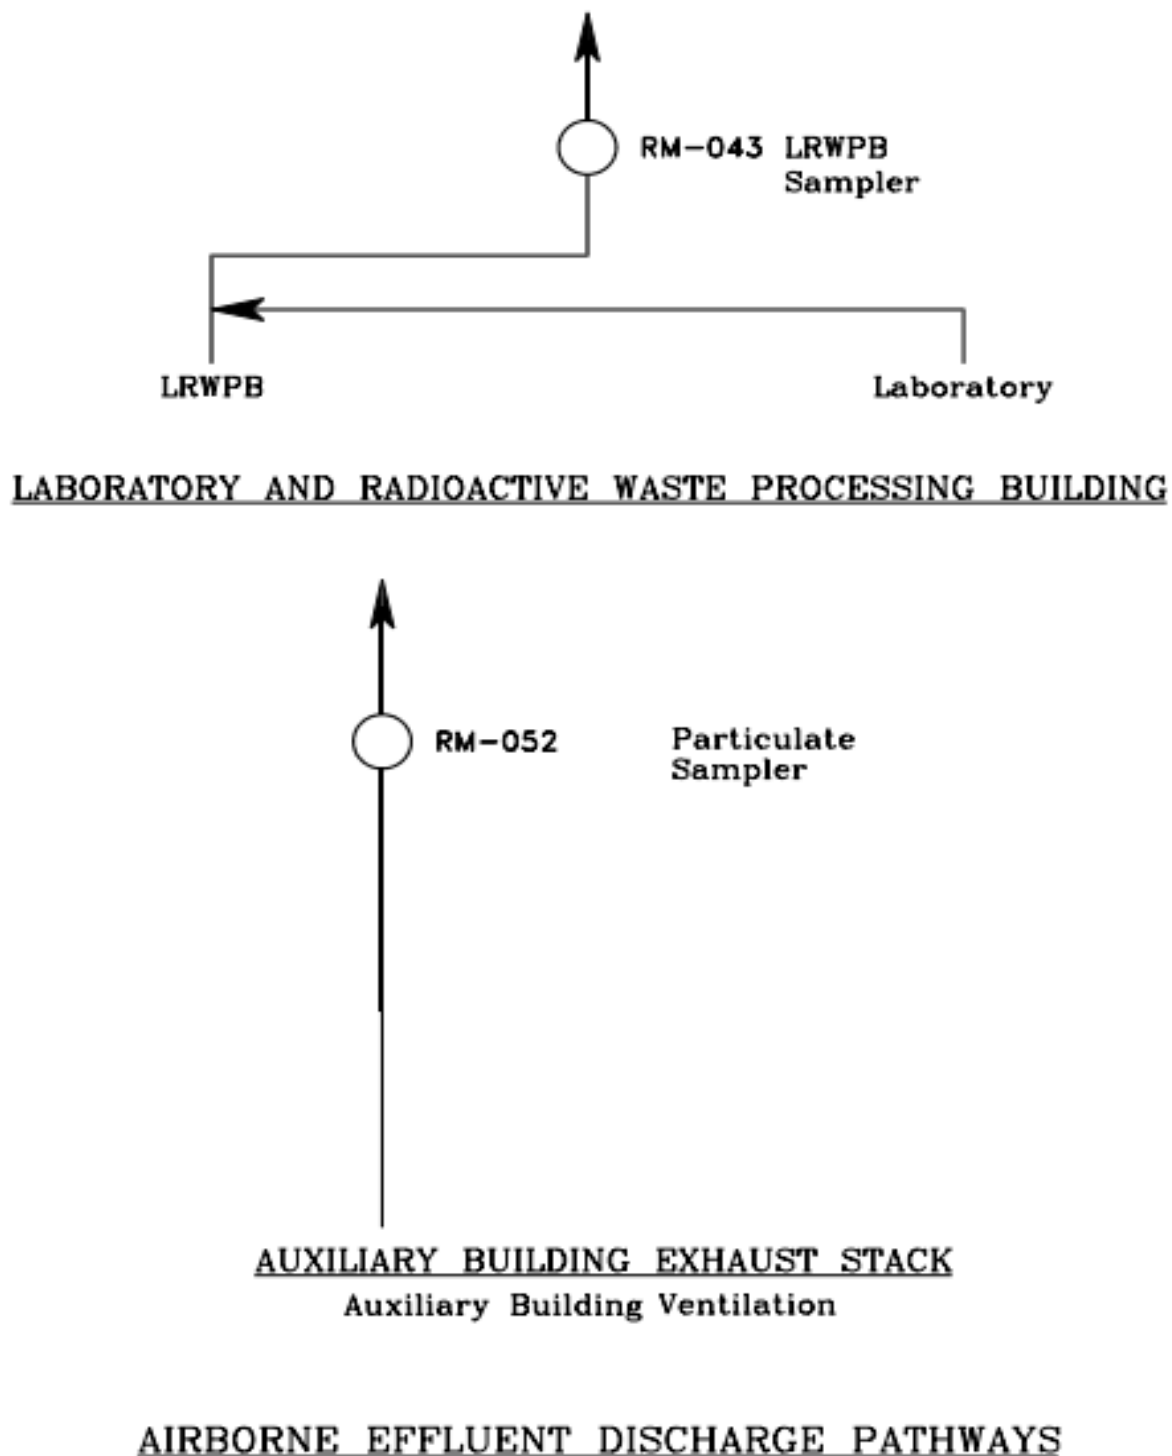 RM-043 LRWPB
Sampler
LRWPB
Laboratory
LABORATORY AND RADIOACTIVE WASTE PROCESSING BUILDING
RM-052
Particulate
Sampler
AUXILIARY BUILDING EXHAUST STACK
Auxiliary Building Ventilation
AIRBORNE EFFLUENT DISCHARGE PATHWAYS